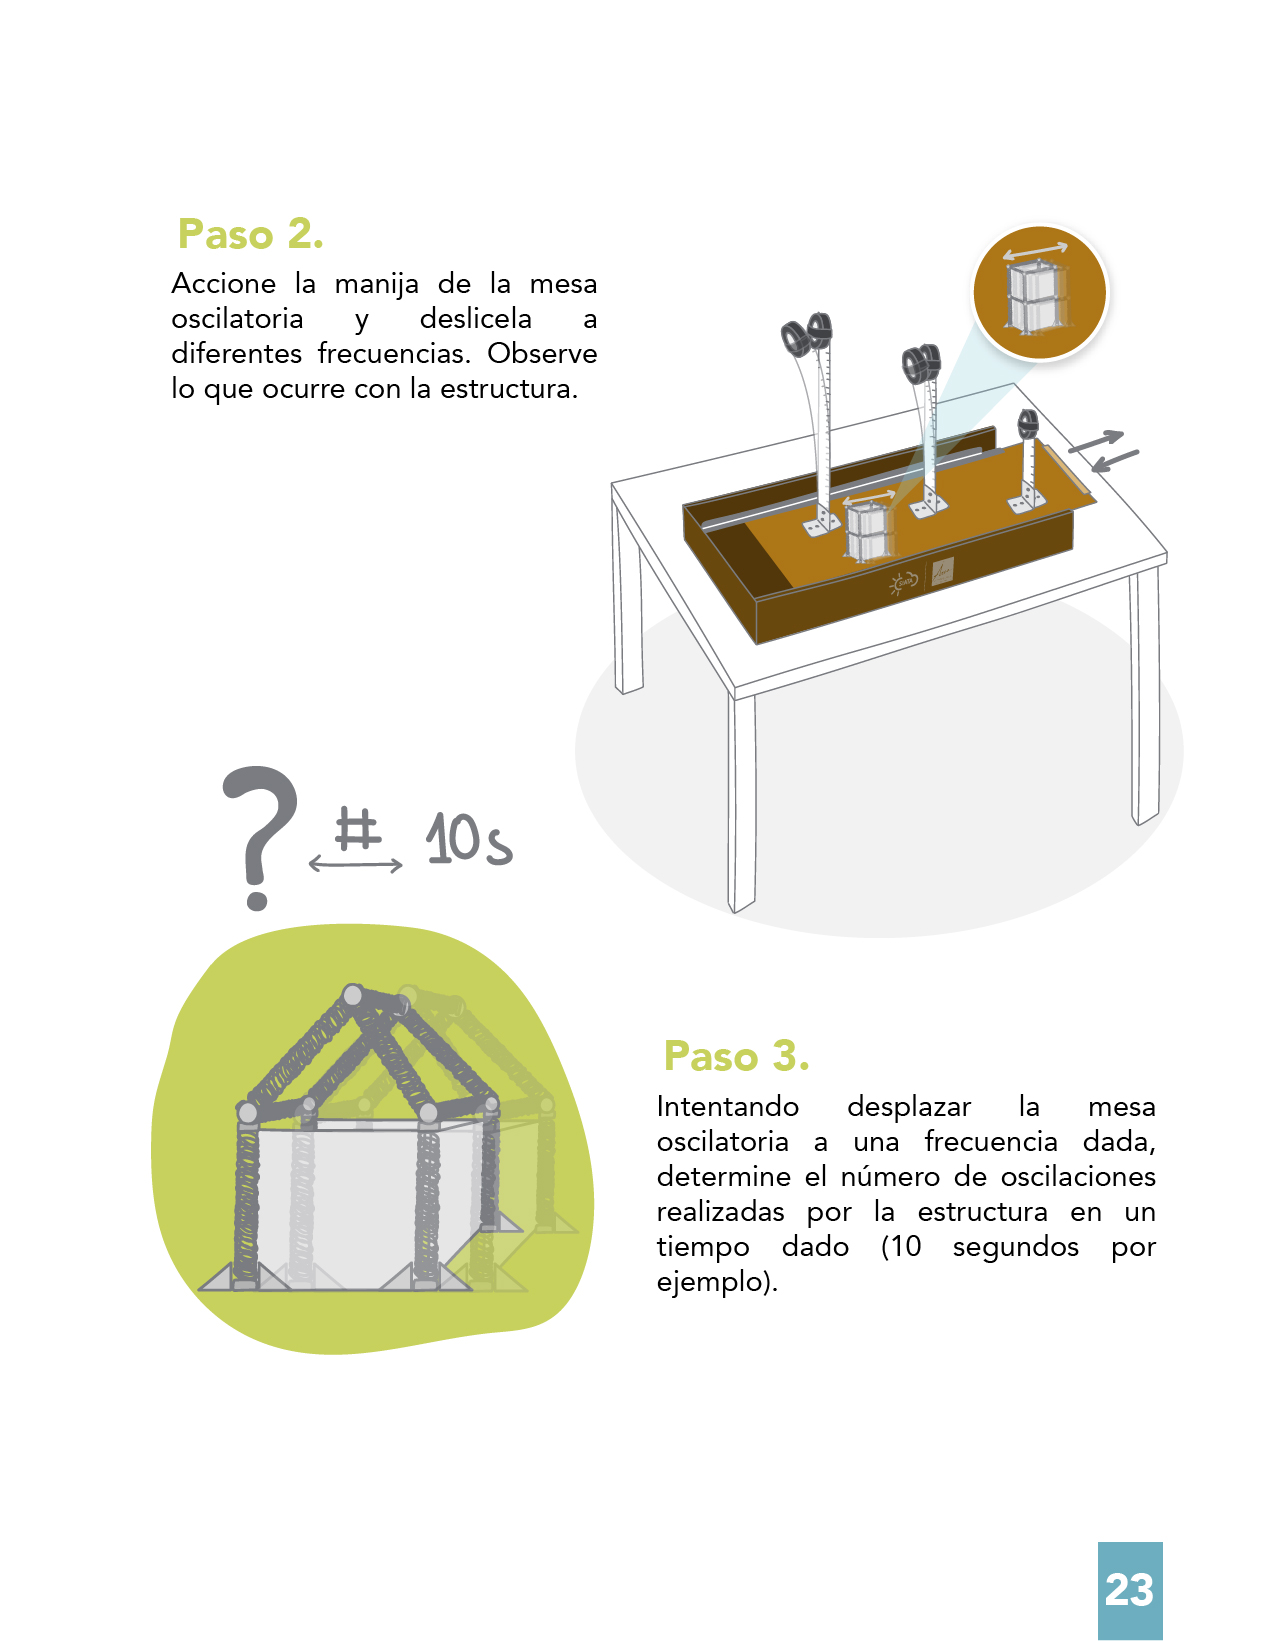 Paso 2.
Accione la manija de la mesa
oscilatoria y deslicela a
diferentes frecuencias. Observe
lo que ocurre con la estructura.
? # 10s
Paso 3.
Intentando desplazar la mesa
oscilatoria a una frecuencia dada,
determine el número de oscilaciones
realizadas por la estructura en un
tiempo dado (10 segundos por
ejemplo).
23